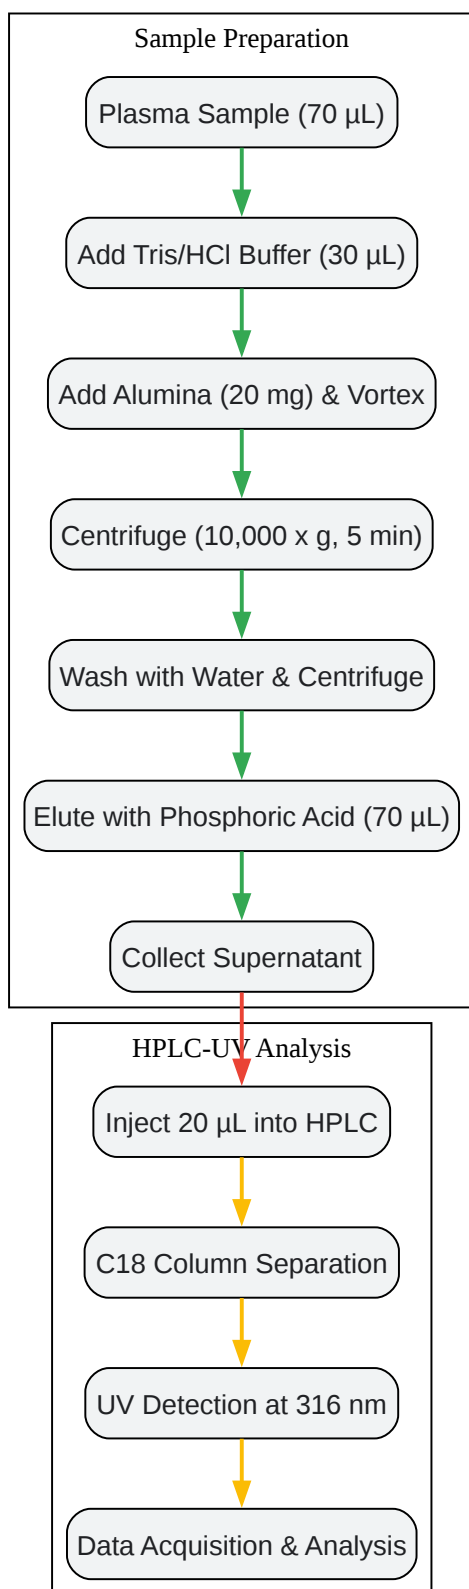 Sample Preparation
Plasma Sample (70 µL)
Add Tris/HCl Buffer (30 µL)
Add Alumina (20 mg) & Vortex
Centrifuge (10,000 x g, 5 min)
Wash with Water & Centrifuge
Elute with Phosphoric Acid (70 µL)
Collect Supernatant
HPLC-UV Analysis
Inject 20 µL into HPLC
C18 Column Separation
UV Detection at 316 nm
Data Acquisition & Analysis